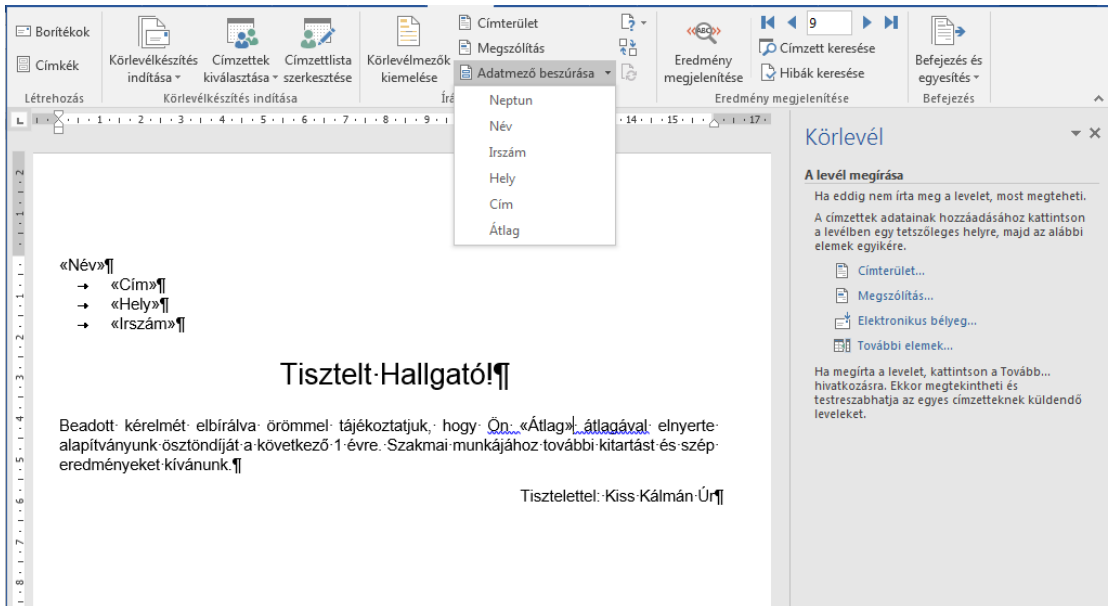 Borítékok
Címkék
Létrehozás
Körlevélkészítés indítása
Címzettek kiválasztása
Címzettlista szerkesztése
Körlevélkészítés indítása
Körlevélmezők kiemelése
Címterület
Megszólítás
Adatmező beszúrása
Neptun
Név
Irszám
Hely
Cím
Átlag
Eredmény megjelenítése
9
Címzett keresése
Hibák keresése
Eredmény megjelenítése
Befejezés és egyesítés
Befejezés
«Név»¶
«Cím»¶
«Hely»¶
«Irszám»¶
Tisztelt·Hallgató!¶
Beadott· kérelmét· elbírálva· örömmel· tájékoztatjuk,· hogy· Ön· «Átlag»· átlagával· elnyerte·
alapítványunk·ösztöndíját·a·következő·1·évre.·Szakmai·munkájához·további·kitartást·és·szép·
eredményeket·kívánunk.¶
Tisztelettel:·Kiss·Kálmán·Úr¶
Körlevél
A levél megírása
Ha eddig nem írta meg a levelet, most megteheti.
A címzettek adatainak hozzáadásához kattintson
a levélben egy tetszőleges helyre, majd az alábbi
elemek egyikére.
Címterület...
Megszólítás...
Elektronikus bélyeg...
További elemek...
Ha megírta a levelet, kattintson a Tovább...
hivatkozásra. Ekkor megtekintheti és
testreszabhatja az egyes címzetteknek küldendő
leveleket.